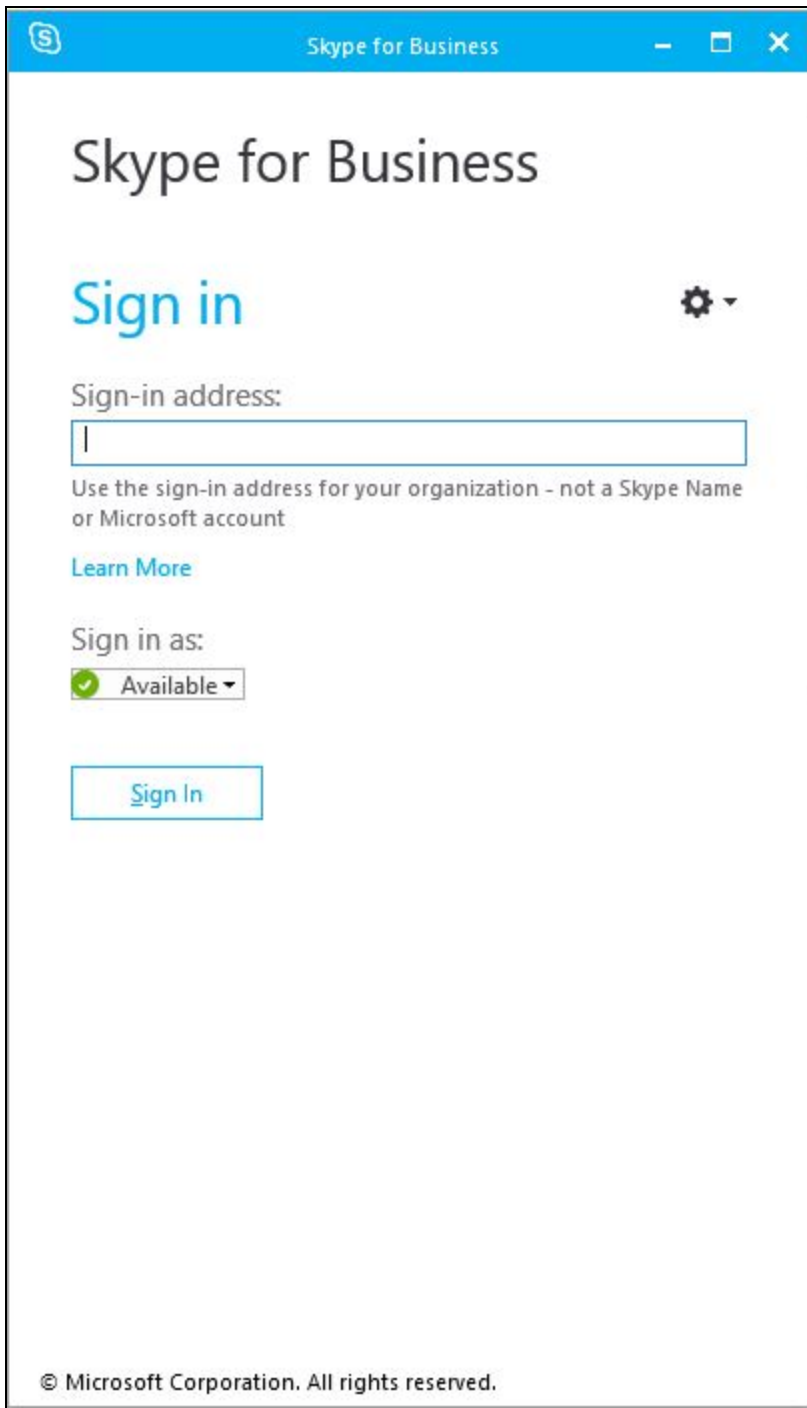 Skype for Business
Skype for Business
Sign in
Sign-in address:
Use the sign-in address for your organization - not a Skype Name
or Microsoft account
Learn More
Sign in as:
Available
Sign In
© Microsoft Corporation. All rights reserved.